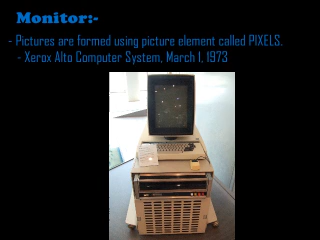 Monitor:-
- Pictures are formed using picture element called PIXELS.
- Xerox Alto Computer System, March 1, 1973